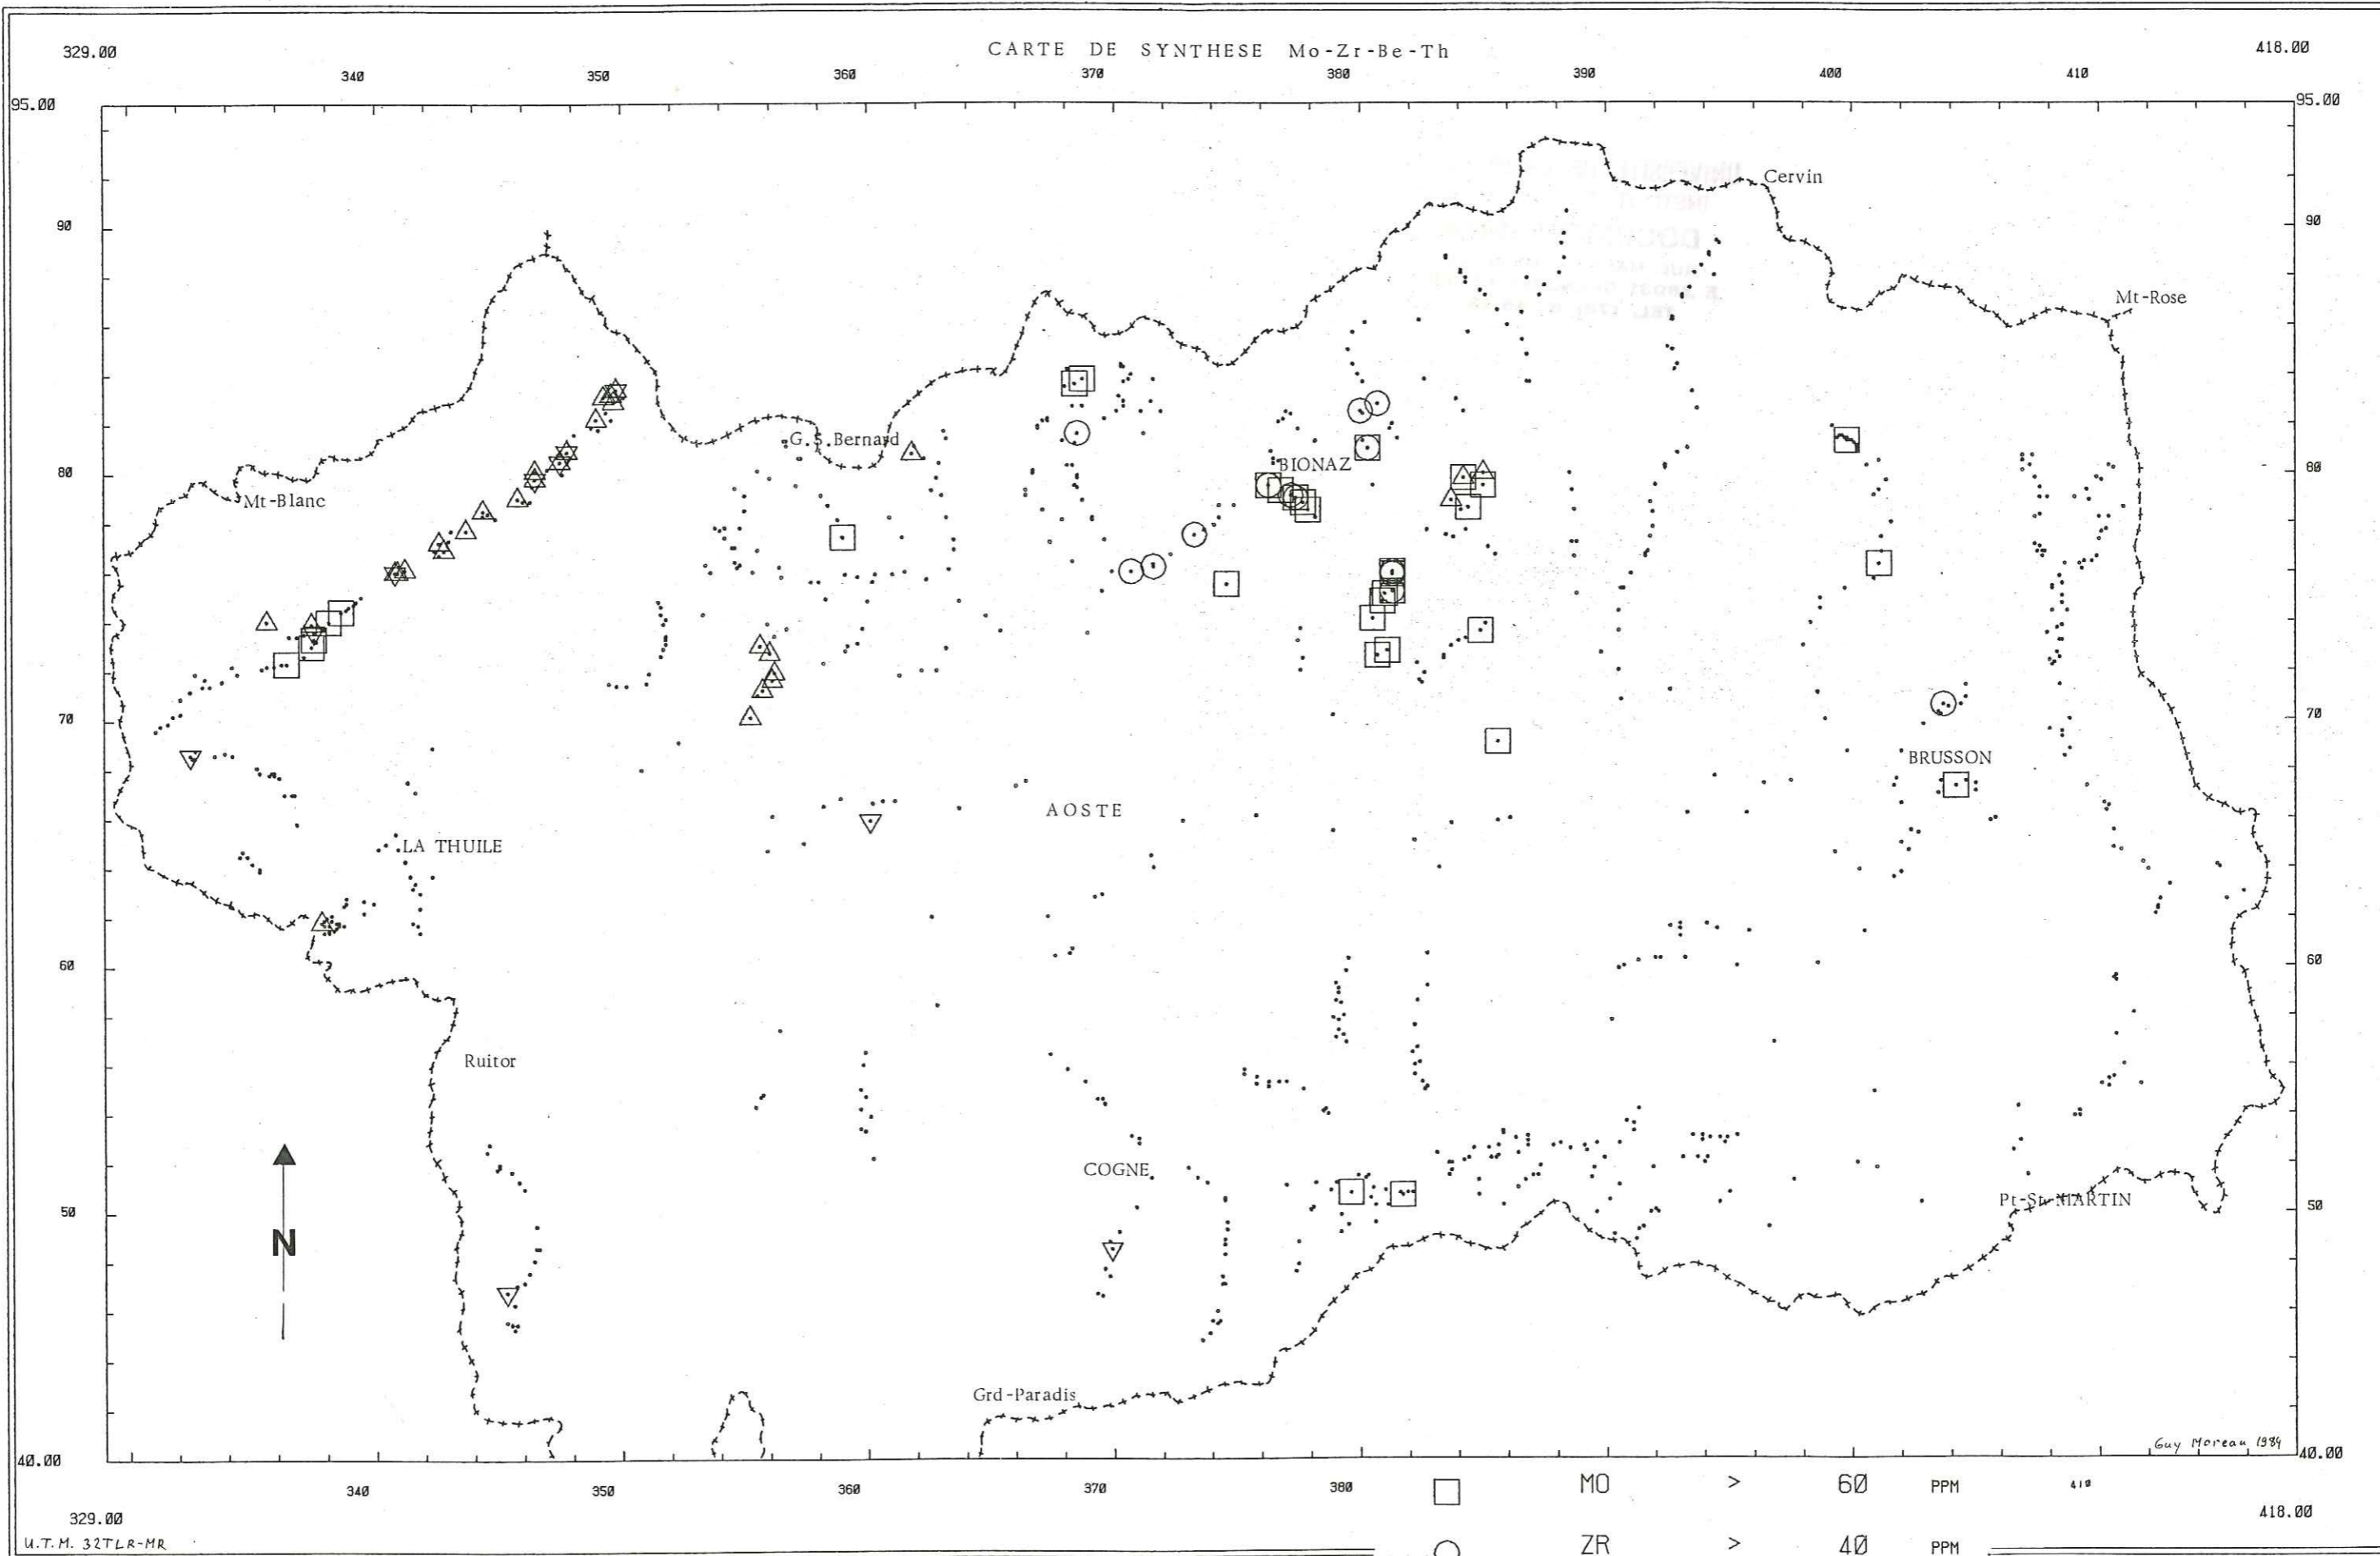 CARTE DE SYNTHESE Mo-Zr-Be-Th
329.00 418.00
340 350 360 370 380 390 400 410
95.00 95.00
Cervin
90 90
Mt-Rose
G.S.Bernard
80 BIONAZ 80
Mt-Blanc
70 70
BRUSSON
AOSTE
LA THUILE
60 60
Ruitor
COGNE
50 Pt-St-MARTIN 50
N
Grd-Paradis
Guy Moreau 1984
40.00 40.00
340 350 360 370 380 410
MO > 60 PPM
329.00 418.00
U.T.M. 32TLR-MR
ZR > 40 PPM